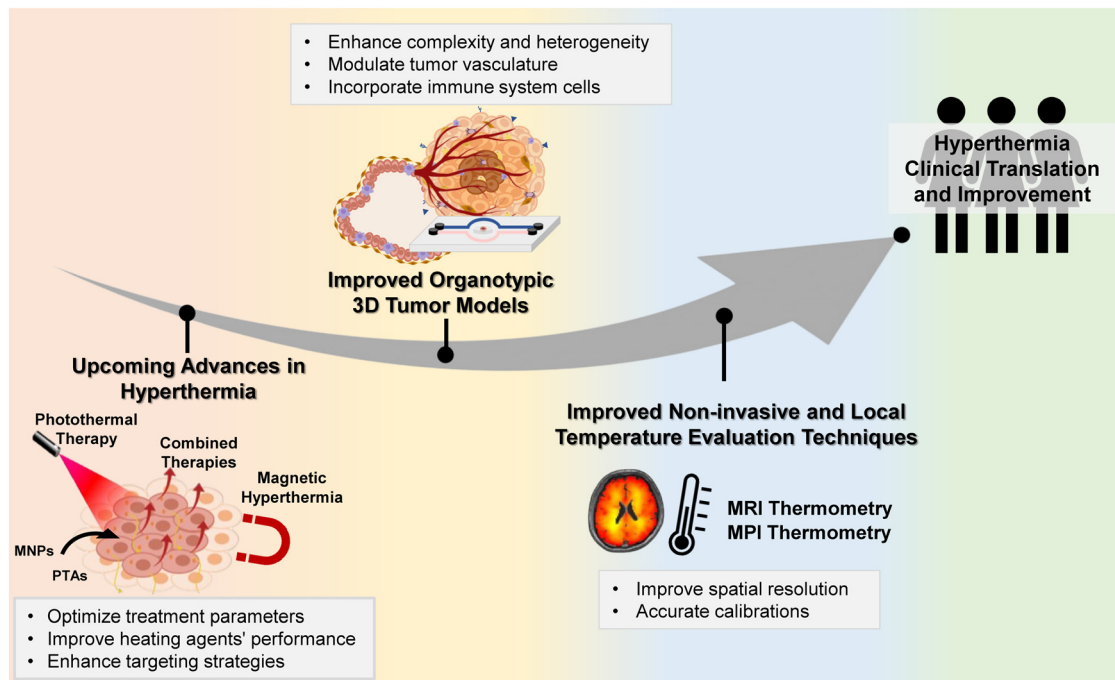 • Enhance complexity and heterogeneity
• Modulate tumor vasculature
• Incorporate immune system cells
Hyperthermia
Clinical Translation
and Improvement
Improved Organotypic
3D Tumor Models
Upcoming Advances in
Hyperthermia
Photothermal
Therapy
Combined
Therapies
Magnetic
Hyperthermia
MNPs
PTAs
• Optimize treatment parameters
• Improve heating agents' performance
• Enhance targeting strategies
Improved Non-invasive and Local
Temperature Evaluation Techniques
MRI Thermometry
MPI Thermometry
• Improve spatial resolution
• Accurate calibrations